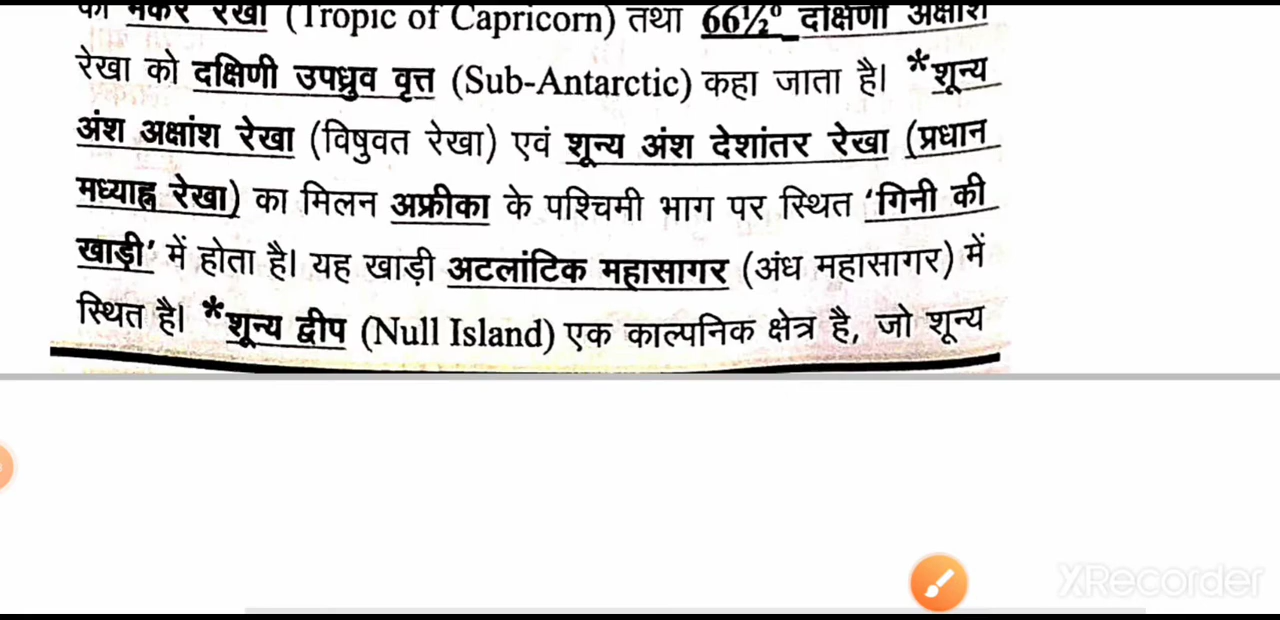 को मकर रेखा (Tropic of Capricorn) तथा 66½° दक्षिणी अक्षांश
रेखा को दक्षिणी उपध्रुव वृत्त (Sub-Antarctic) कहा जाता है। *शून्य
अंश अक्षांश रेखा (विषुवत रेखा) एवं शून्य अंश देशांतर रेखा (प्रधान
मध्याह्न रेखा) का मिलन अफ्रीका के पश्चिमी भाग पर स्थित ‘गिनी की
खाड़ी’ में होता है। यह खाड़ी अटलांटिक महासागर (अंध महासागर) में
स्थित है। *शून्य द्वीप (Null Island) एक काल्पनिक क्षेत्र है, जो शून्य
XRecorder